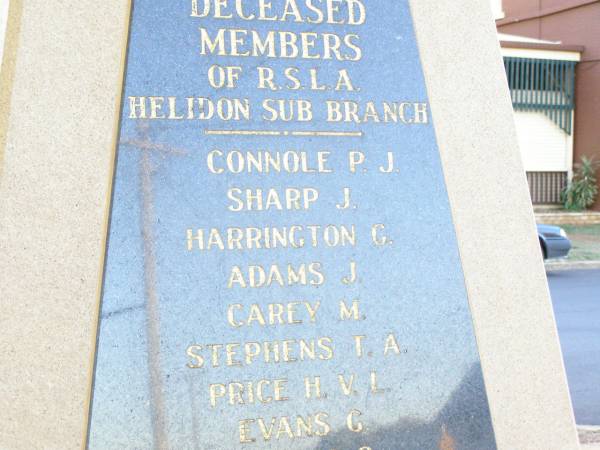 DECEASED
MEMBERS
OF R.S.L.A.
HELIDON SUB BRANCH
CONNOLE P. J.
SHARP J.
HARRINGTON G.
ADAMS J.
CAREY M.
STEPHENS T. A.
PRICE H. V. L.
EVANS G.